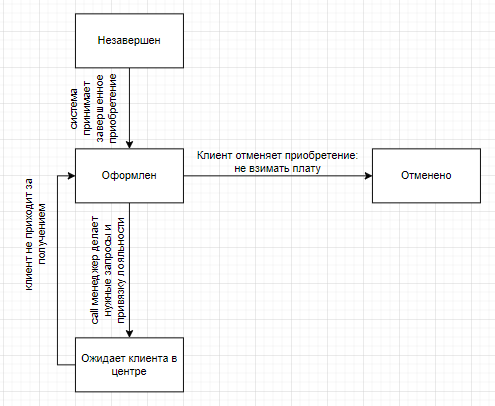 Незавершен
система
принимает
завершенное
приобретение
Оформлен
Клиент отменяет приобретение:
не взимать плату
Отменено
клиент не приходит за
получением
call менеджер делает
нужные запросы и
привязку лояльности
Ожидает клиента в
центре